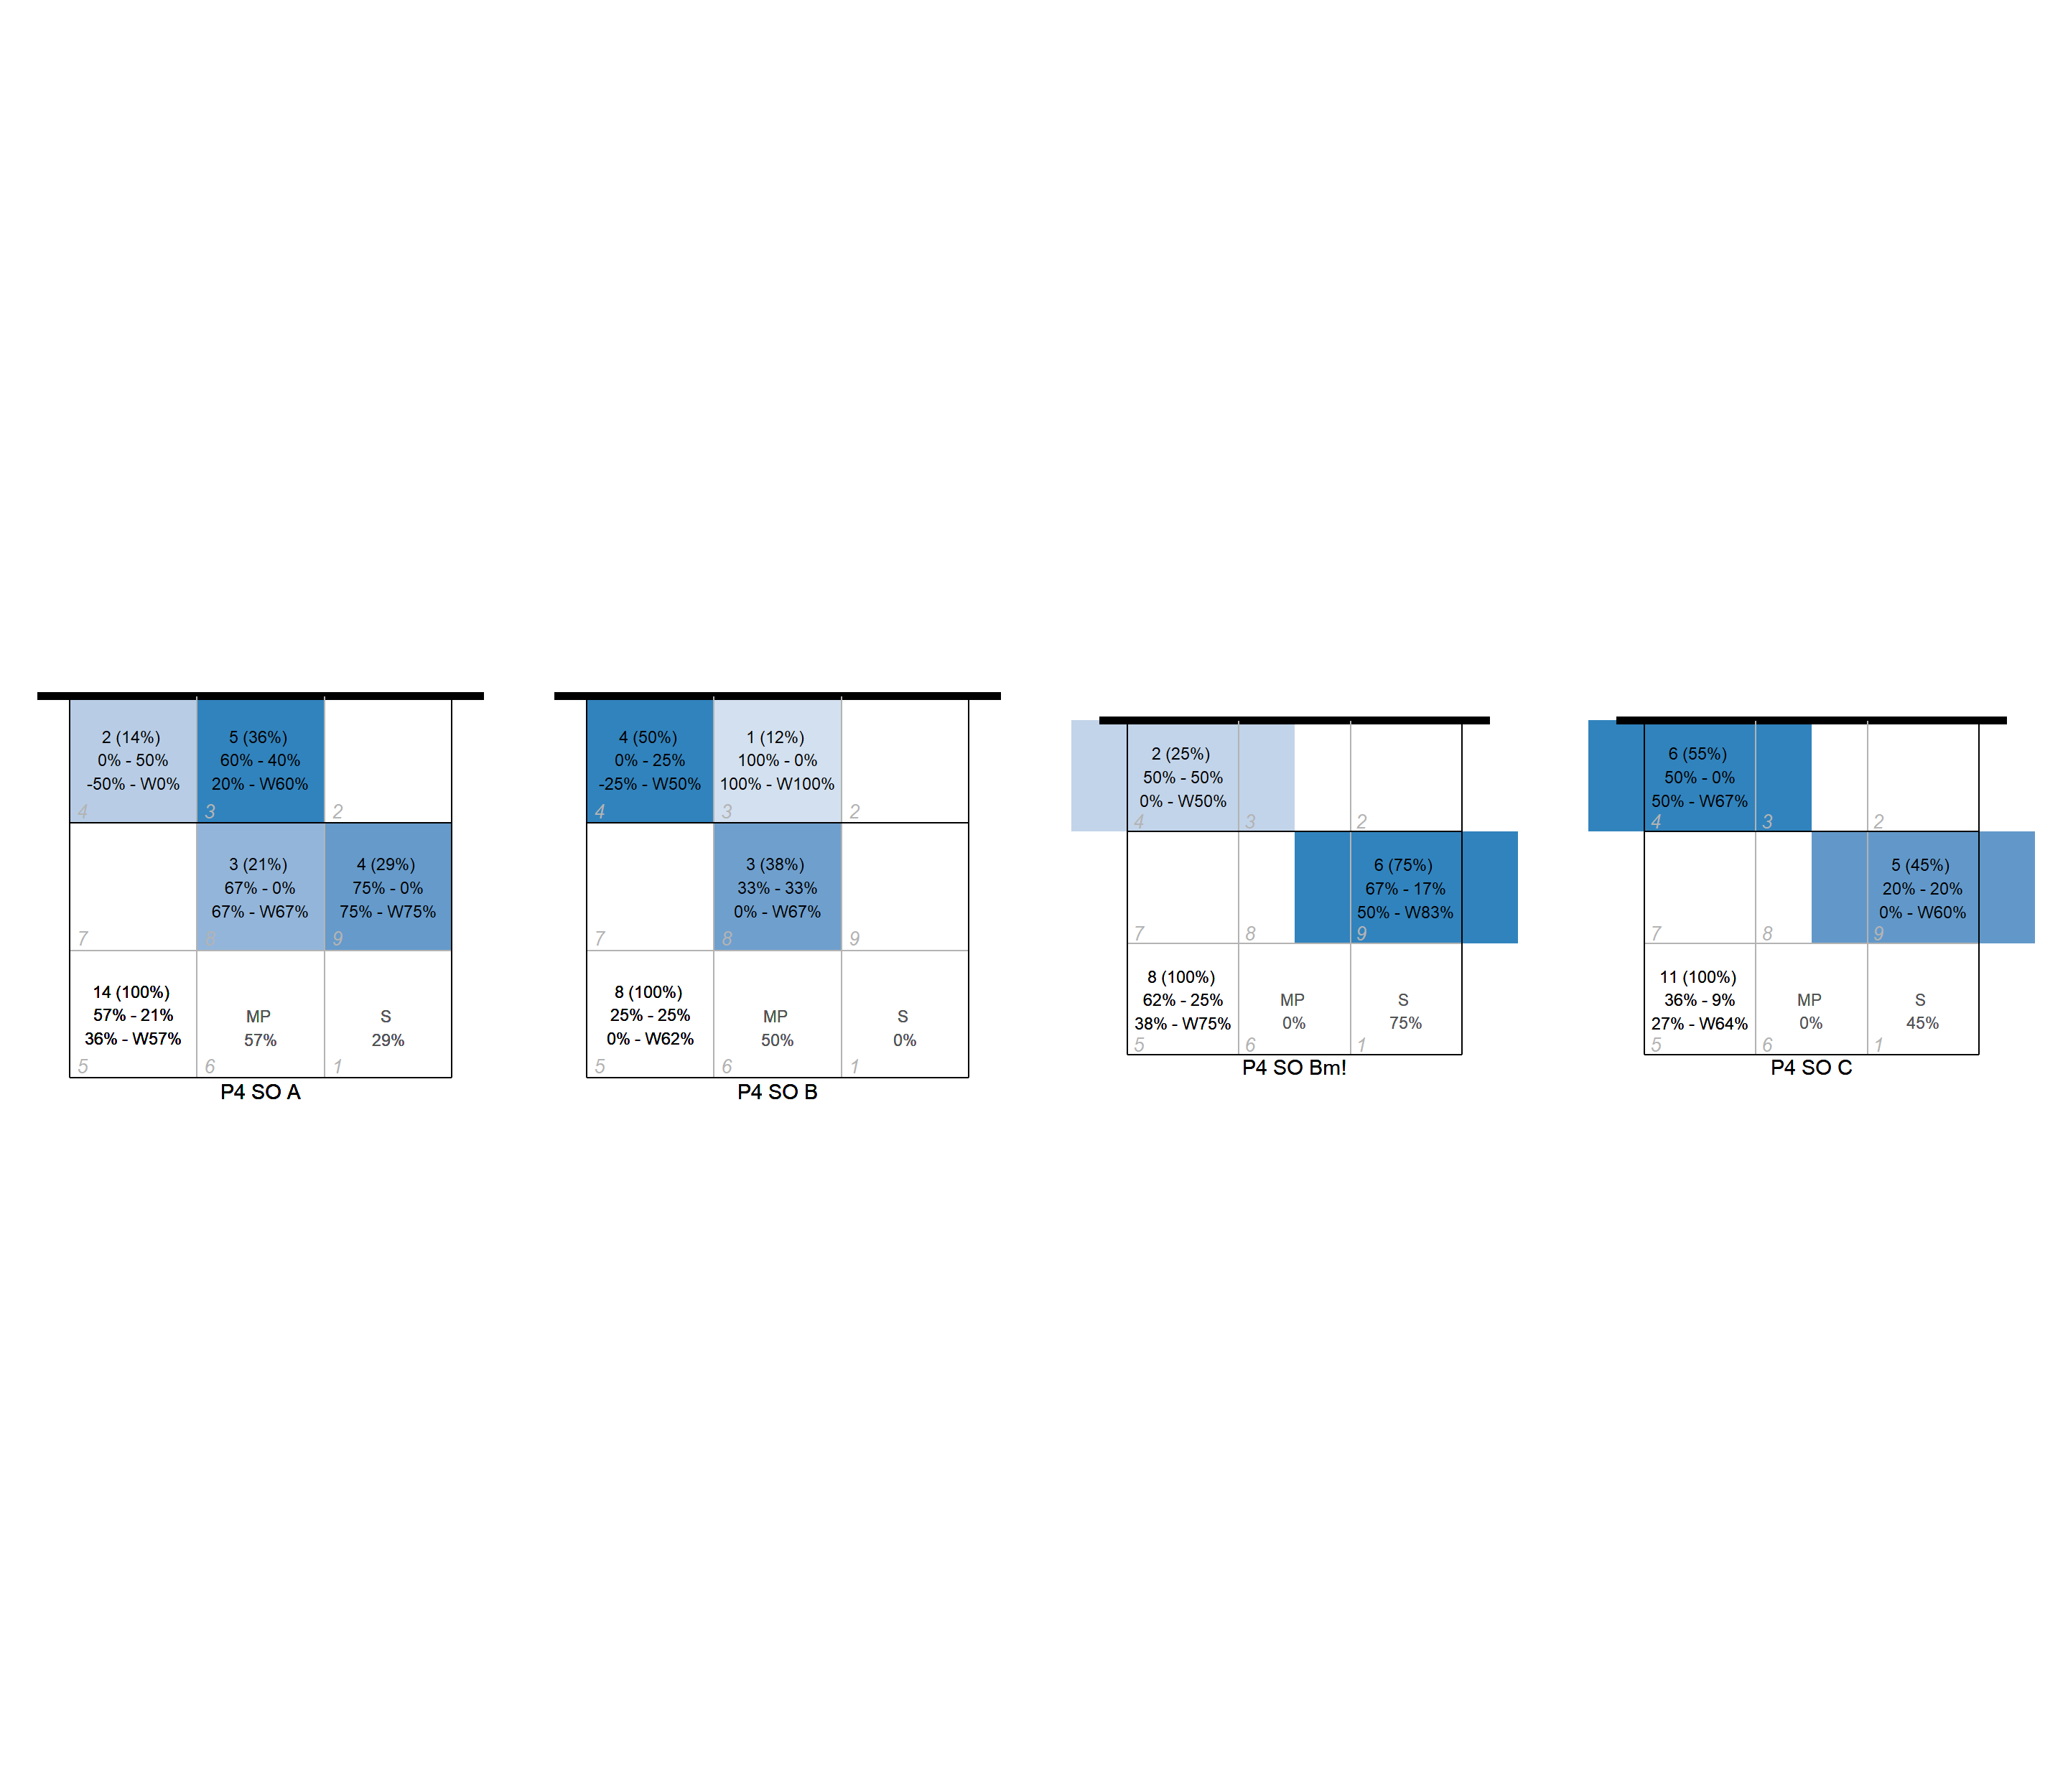 2 (14%)
0% - 50%
-50% - W0%
4
5 (36%)
60% - 40%
20% - W60%
3
2
7
3 (21%)
67% - 0%
67% - W67%
8
4 (29%)
75% - 0%
75% - W75%
9
14 (100%)
57% - 21%
36% - W57%
5
MP
57%
6
S
29%
1
P4 SO A
4 (50%)
0% - 25%
-25% - W50%
4
1 (12%)
100% - 0%
100% - W100%
3
2
7
3 (38%)
33% - 33%
0% - W67%
8
9
8 (100%)
25% - 25%
0% - W62%
5
MP
50%
6
S
0%
1
P4 SO B
2 (25%)
50% - 50%
0% - W50%
4
3
2
7
8
6 (75%)
67% - 17%
50% - W83%
9
8 (100%)
62% - 25%
38% - W75%
5
MP
0%
6
S
75%
1
P4 SO Bm!
6 (55%)
50% - 0%
50% - W67%
4
3
2
7
8
5 (45%)
20% - 20%
0% - W60%
9
11 (100%)
36% - 9%
27% - W64%
5
MP
0%
6
S
45%
1
P4 SO C